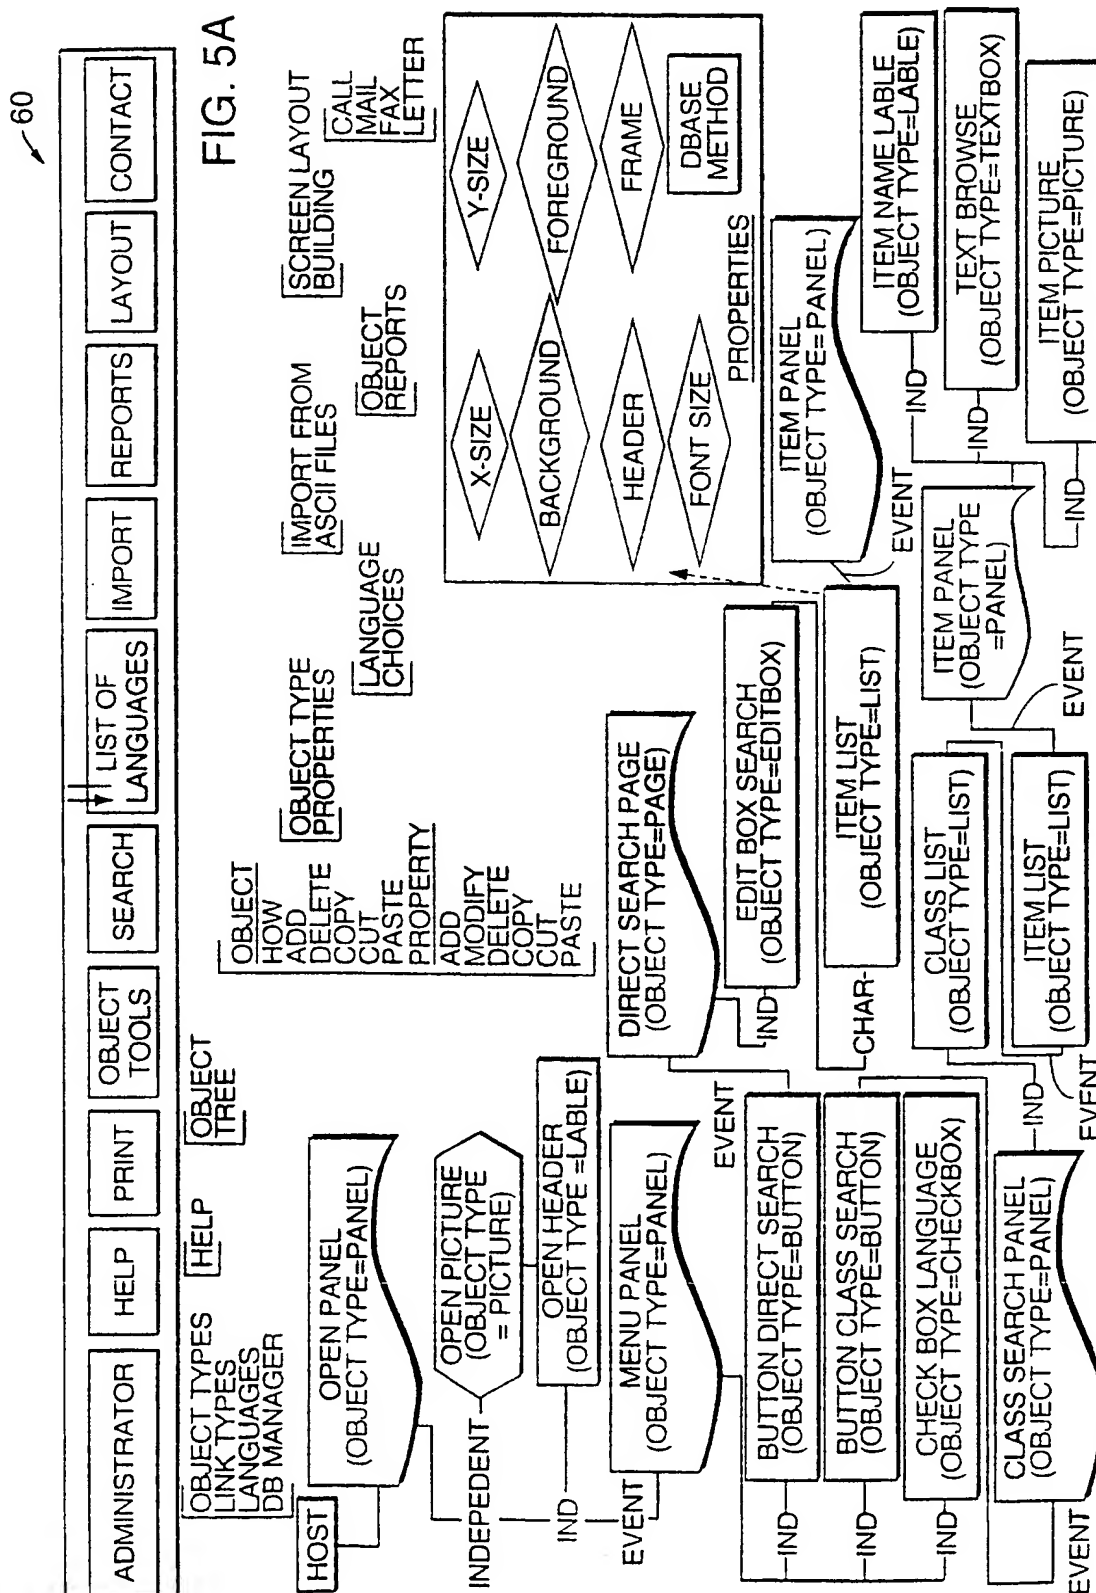 60
ADMINISTRATOR
HELP
PRINT
OBJECT
TOOLS
SEARCH
LIST OF
LANGUAGES
IMPORT
REPORTS
LAYOUT
CONTACT
FIG. 5A
OBJECT TYPES
LINK TYPES
LANGUAGES
DB MANAGER
HELP
OBJECT
TREE
OBJECT
HOW
ADD
DELETE
COPY
CUT
PASTE
PROPERTY
ADD
MODIFY
DELETE
COPY
CUT
PASTE
OBJECT TYPE
PROPERTIES
LANGUAGE
CHOICES
IMPORT FROM
ASCII FILES
OBJECT
REPORTS
SCREEN LAYOUT
BUILDING
CALL
MAIL
FAX
LETTER
HOST
OPEN PANEL
(OBJECT TYPE=PANEL)
INDEPEDENT
OPEN PICTURE
(OBJECT TYPE
= PICTURE)
IND
OPEN HEADER
(OBJECT TYPE =LABLE)
EVENT
MENU PANEL
(OBJECT TYPE=PANEL)
EVENT
IND
BUTTON DIRECT SEARCH
(OBJECT TYPE=BUTTON)
IND
BUTTON CLASS SEARCH
(OBJECT TYPE=BUTTON)
IND
CHECK BOX LANGUAGE
(OBJECT TYPE=CHECKBOX)
EVENT
CLASS SEARCH PANEL
(OBJECT TYPE=PANEL)
DIRECT SEARCH PAGE
(OBJECT TYPE=PAGE)
IND
EDIT BOX SEARCH
(OBJECT TYPE=EDITBOX)
CHAR
ITEM LIST
(OBJECT TYPE=LIST)
IND
CLASS LIST
(OBJECT TYPE=LIST)
EVENT
ITEM LIST
(OBJECT TYPE=LIST)
X-SIZE
Y-SIZE
BACKGROUND
FOREGROUND
HEADER
FRAME
FONT SIZE
DBASE
METHOD
PROPERTIES
EVENT
ITEM PANEL
(OBJECT TYPE=PANEL)
EVENT
ITEM PANEL
(OBJECT TYPE
=PANEL)
IND
ITEM NAME LABLE
(OBJECT TYPE=LABLE)
IND
TEXT BROWSE
(OBJECT TYPE=TEXTBOX)
IND
ITEM PICTURE
(OBJECT TYPE=PICTURE)